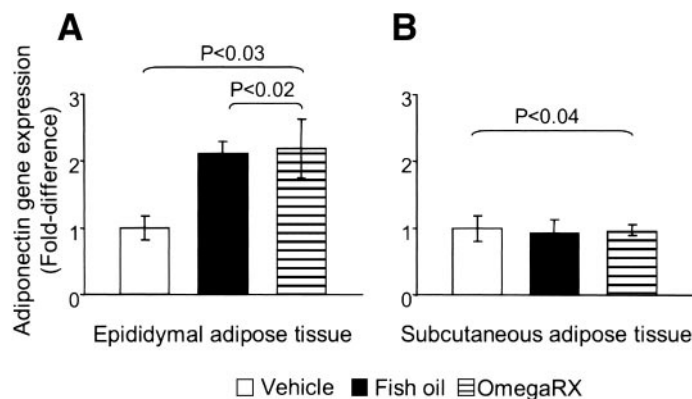 A
B
Adiponectin gene expression
(Fold-difference)
P<0.03
P<0.02
3
2
1
0
Epididymal adipose tissue
P<0.04
3
2
1
0
Subcutaneous adipose tissue
Vehicle Fish oil OmegaRX